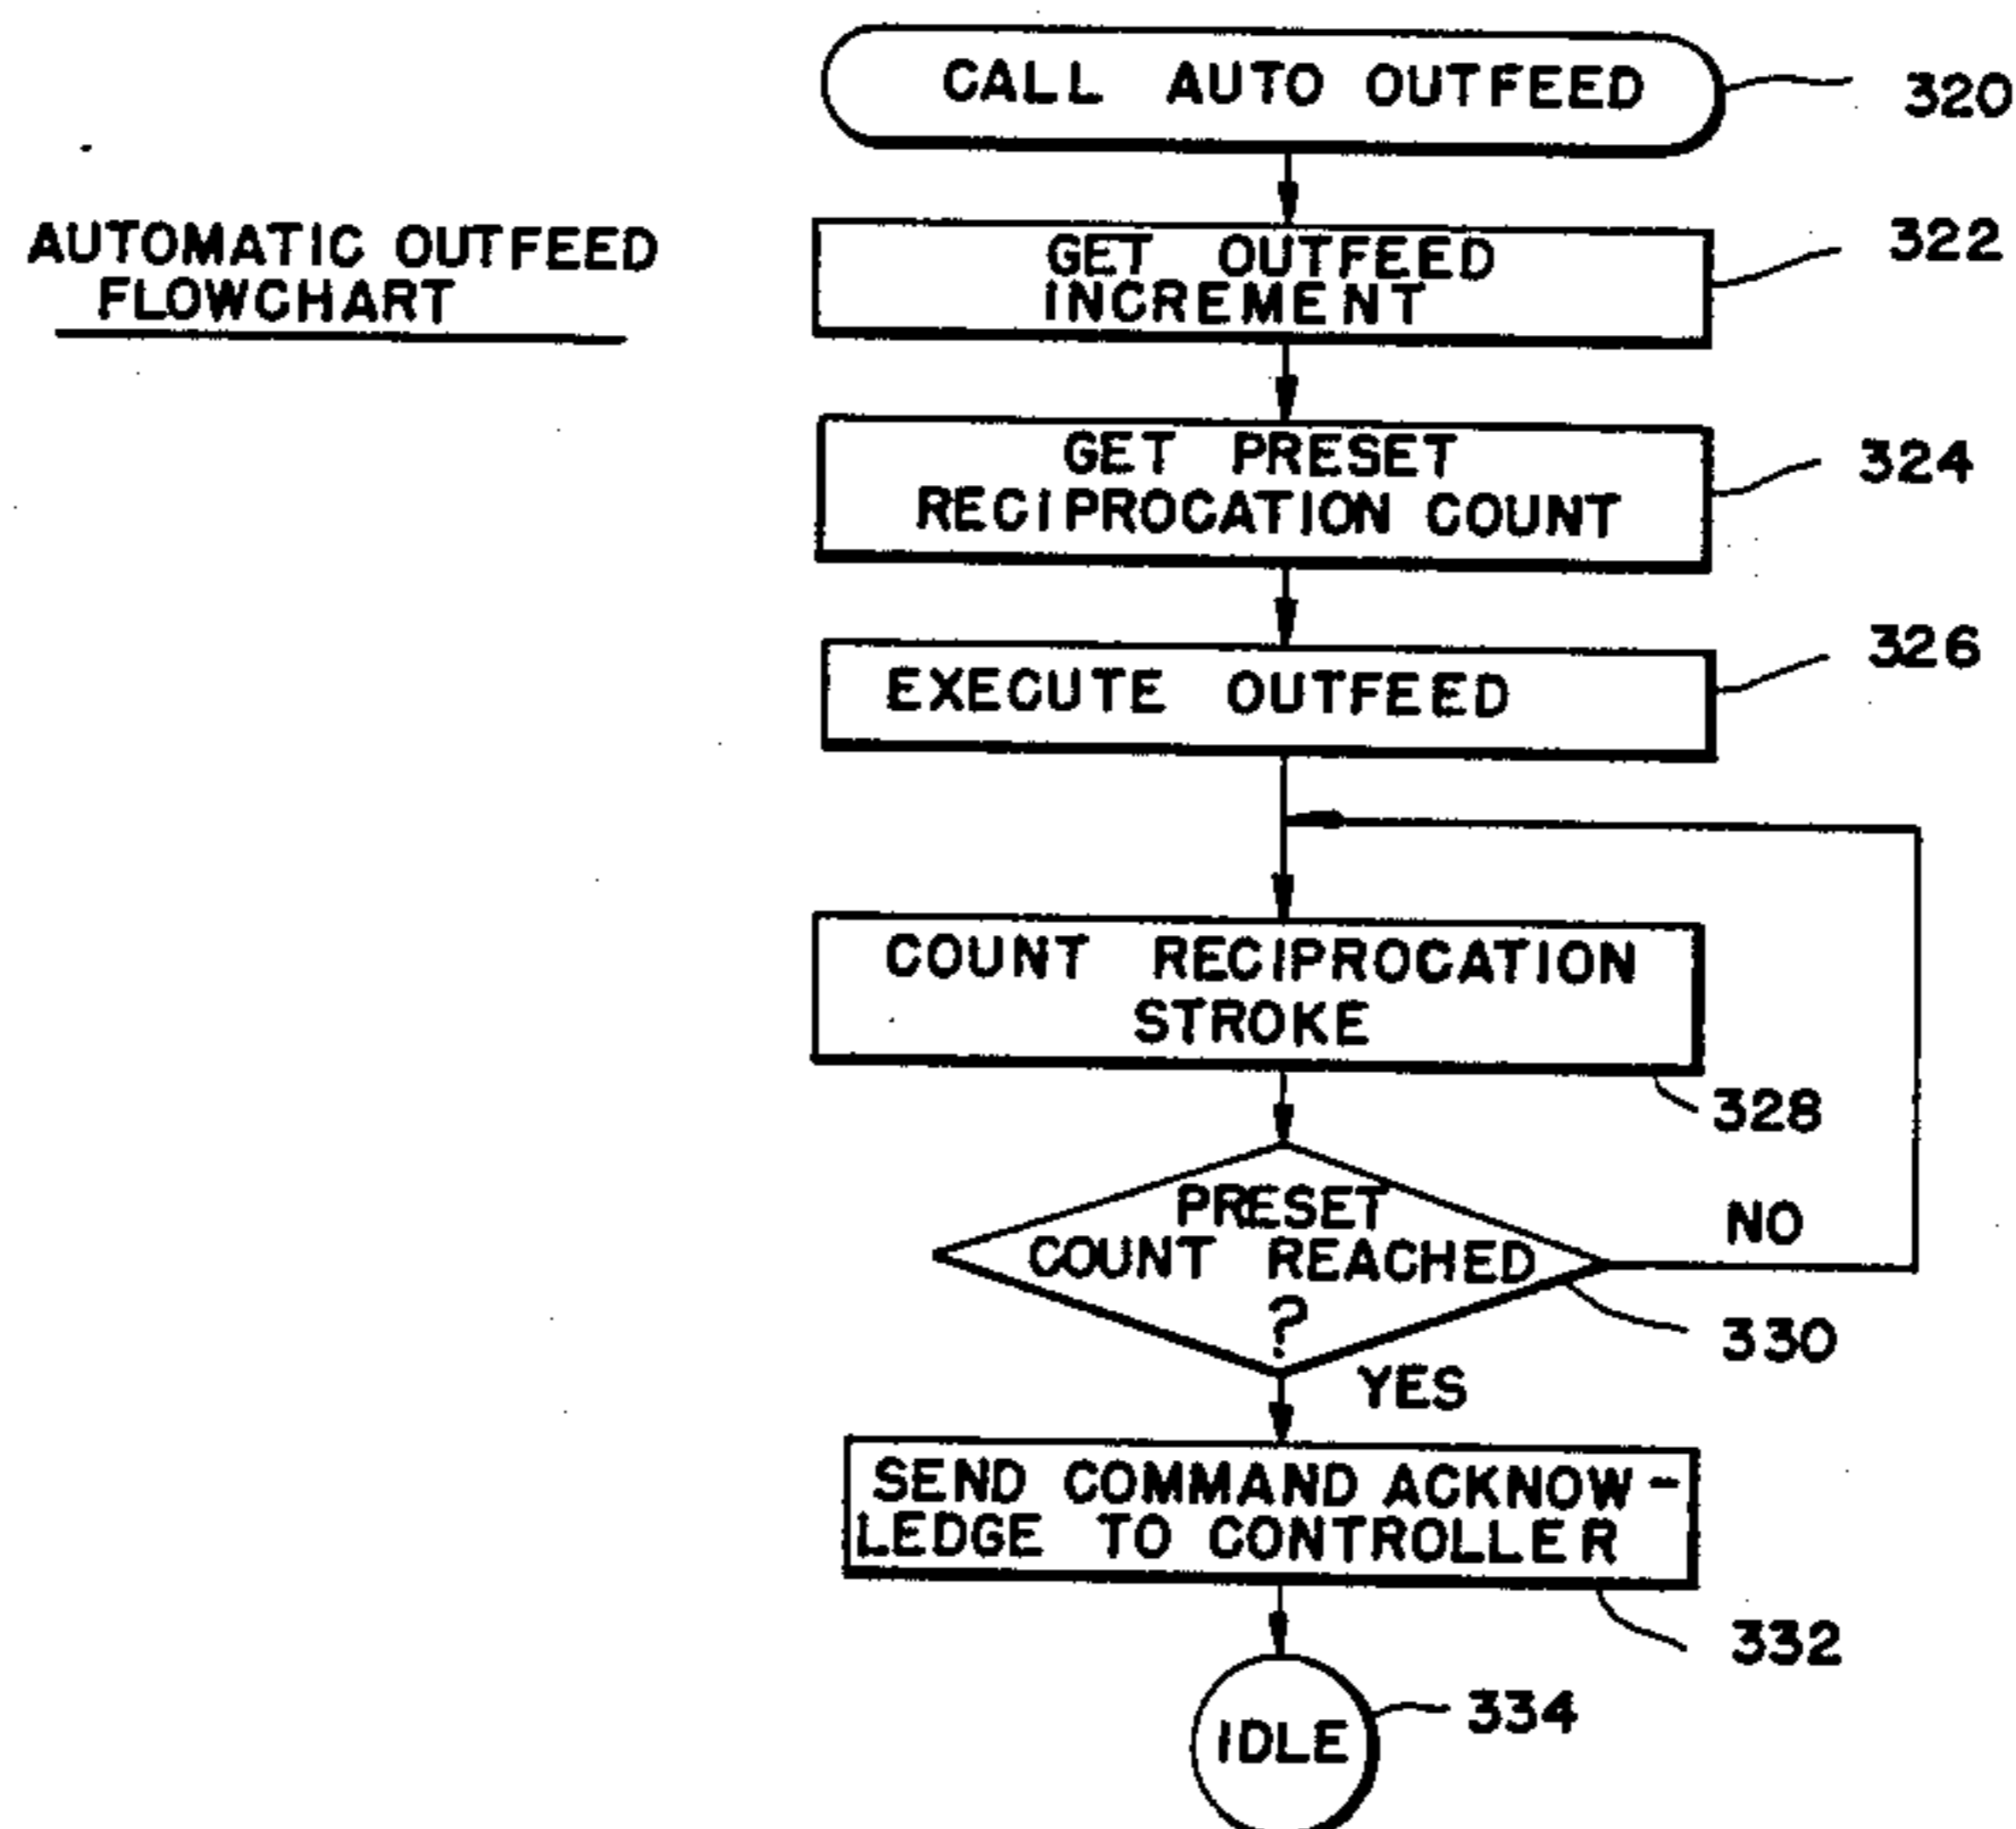 CALL AUTO OUTFEED
320
AUTOMATIC OUTFEED
FLOWCHART
GET OUTFEED
INCREMENT
322
GET PRESET
RECIPROCATION COUNT
324
EXECUTE OUTFEED
326
COUNT RECIPROCATION
STROKE
328
PRESET
COUNT REACHED
?
NO
330
YES
SEND COMMAND ACKNOW-
LEDGE TO CONTROLLER
332
IDLE
334